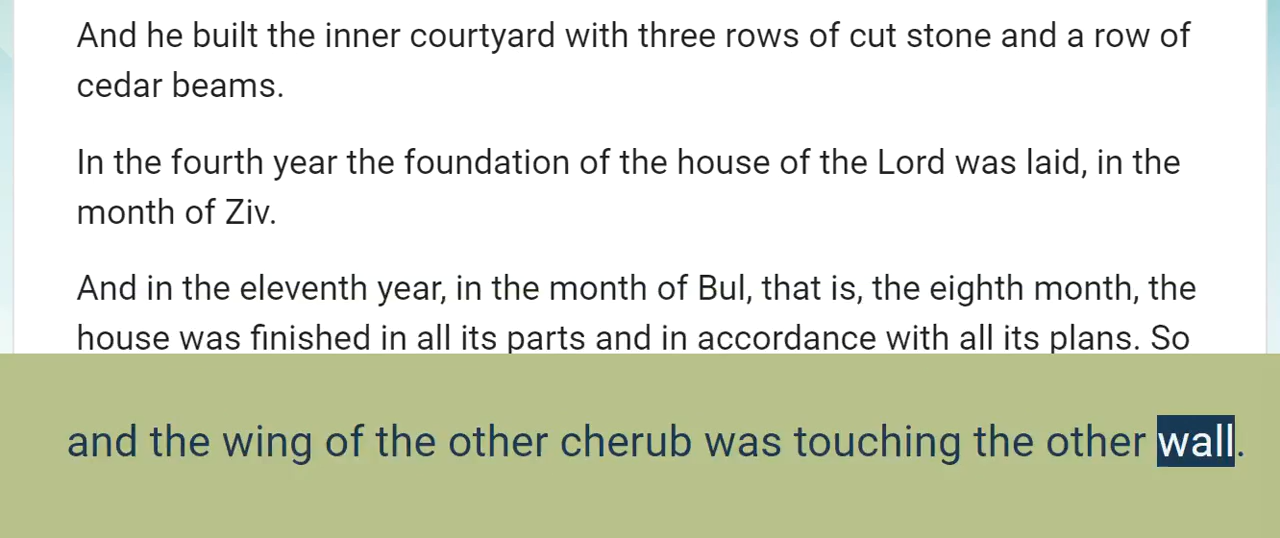 And he built the inner courtyard with three rows of cut stone and a row of
cedar beams.
In the fourth year the foundation of the house of the Lord was laid, in the
month of Ziv.
And in the eleventh year, in the month of Bul, that is, the eighth month, the
house was finished in all its parts and in accordance with all its plans. So
and the wing of the other cherub was touching the other wall.